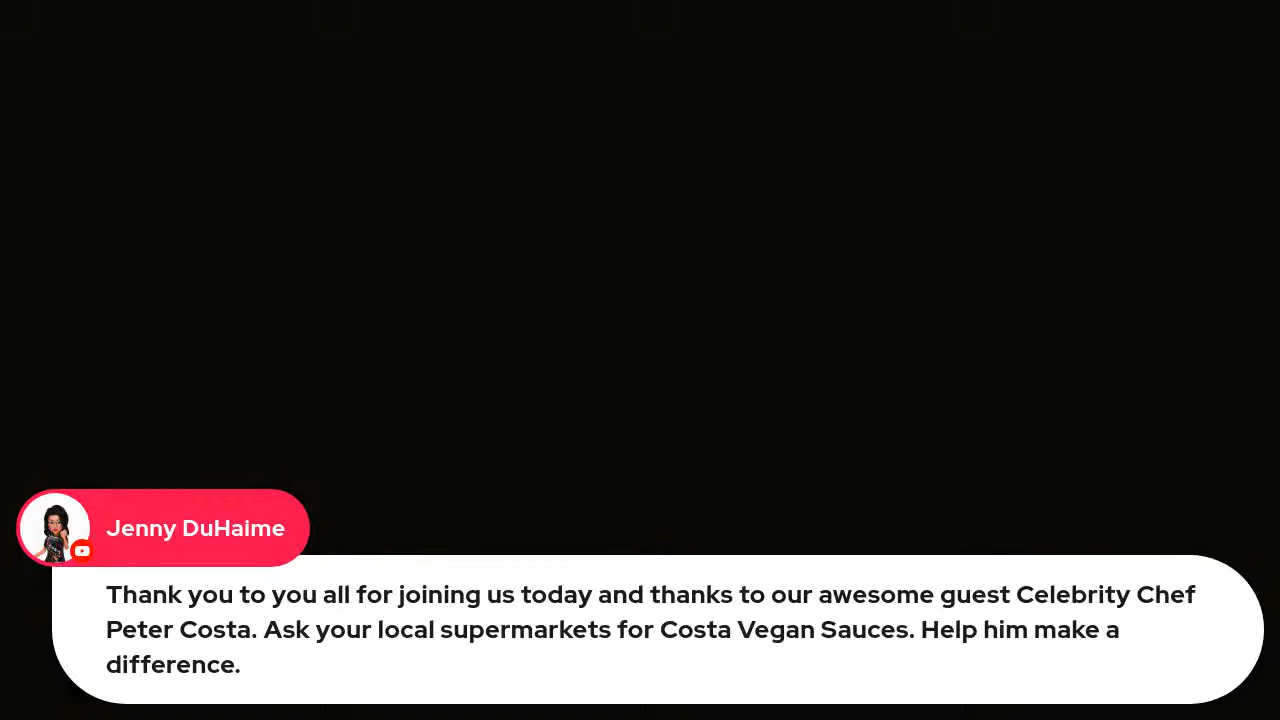 Jenny DuHaime
Thank you to you all for joining us today and thanks to our awesome guest Celebrity Chef
Peter Costa. Ask your local supermarkets for Costa Vegan Sauces. Help him make a
difference.